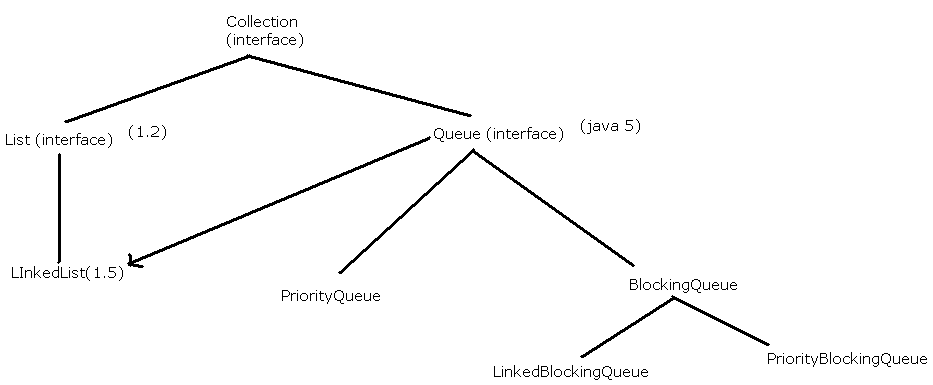 Collection
(interface)
List (interface) (1.2)
Queue (interface) (java 5)
LInkedList(1.5)
PriorityQueue
BlockingQueue
LinkedBlockingQueue
PriorityBlockingQueue